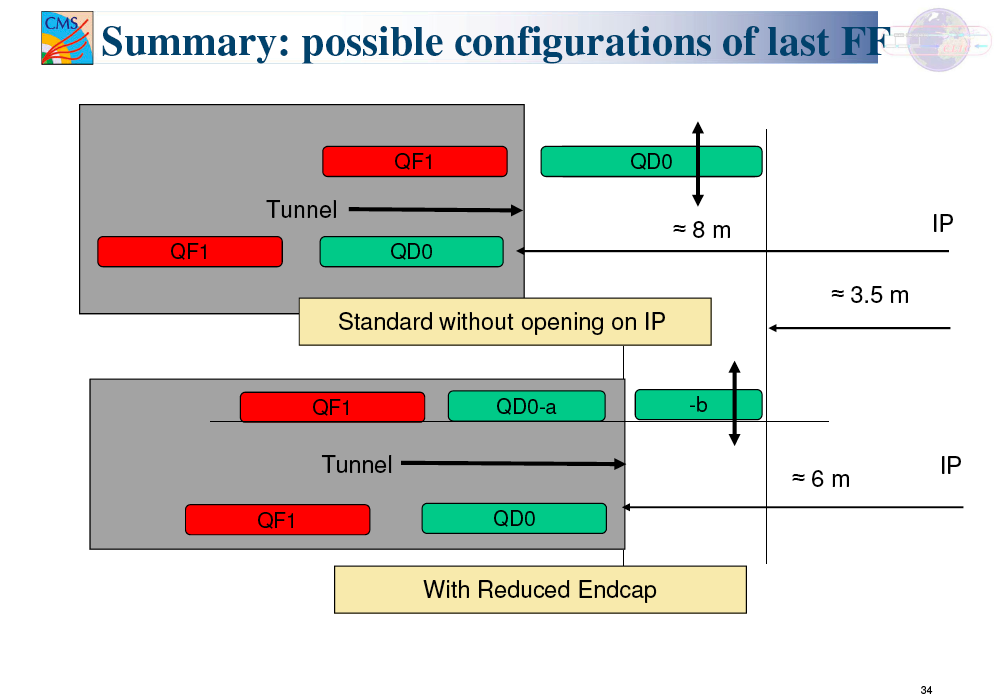 CMS
Summary: possible configurations of last FF
QF1
QD0
Tunnel
≈ 8 m
IP
QF1
QD0
≈ 3.5 m
Standard without opening on IP
QF1
QD0-a
-b
Tunnel
≈ 6 m
IP
QF1
QD0
With Reduced Endcap
34